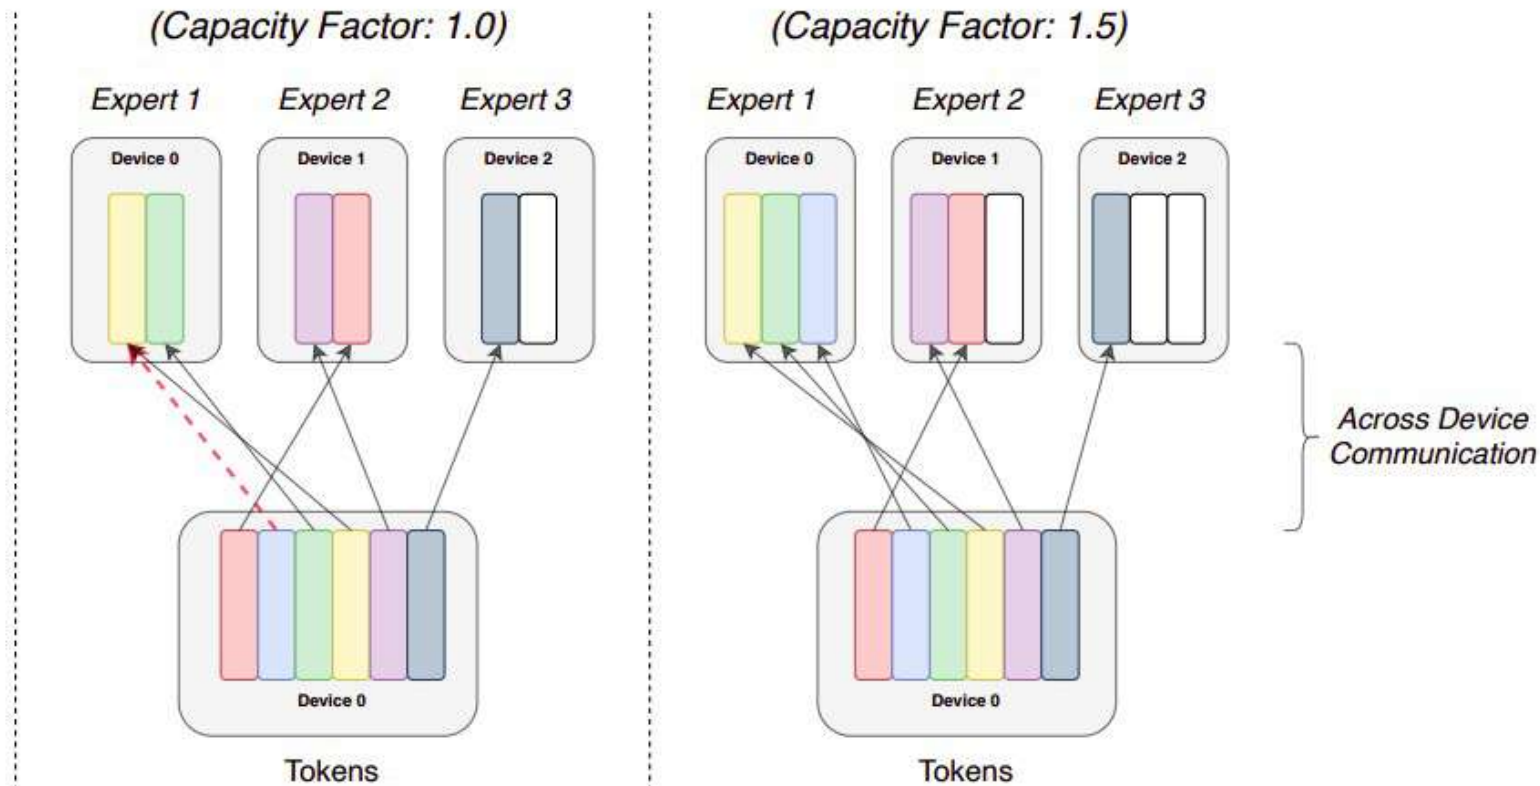 (Capacity Factor: 1.0)
Expert 1
Expert 2
Expert 3
Device 0
Device 1
Device 2
Device 0
Tokens
(Capacity Factor: 1.5)
Expert 1
Expert 2
Expert 3
Device 0
Device 1
Device 2
Device 0
Tokens
Across Device
Communication